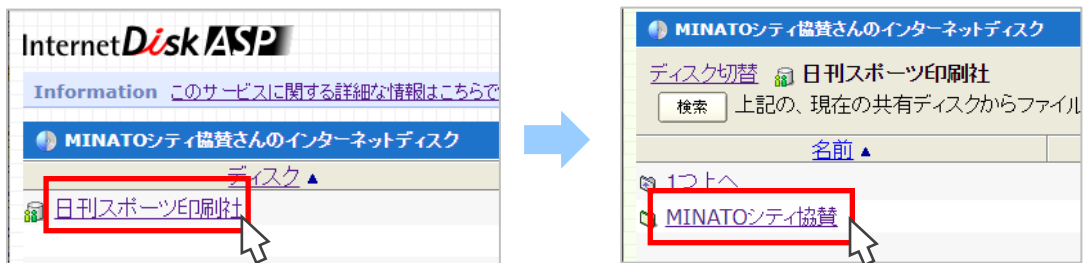 InternetDisk ASP
Information このサービスに関する詳細な情報はこちらで
MINATOシティ協賛さんのインターネットディスク
ディスク▲
日刊スポーツ印刷社
MINATOシティ協賛さんのインターネットディスク
ディスク切替 日刊スポーツ印刷社
検索 上記の、現在の共有ディスクからファイル
名前▲
1つ上へ
MINATOシティ協賛